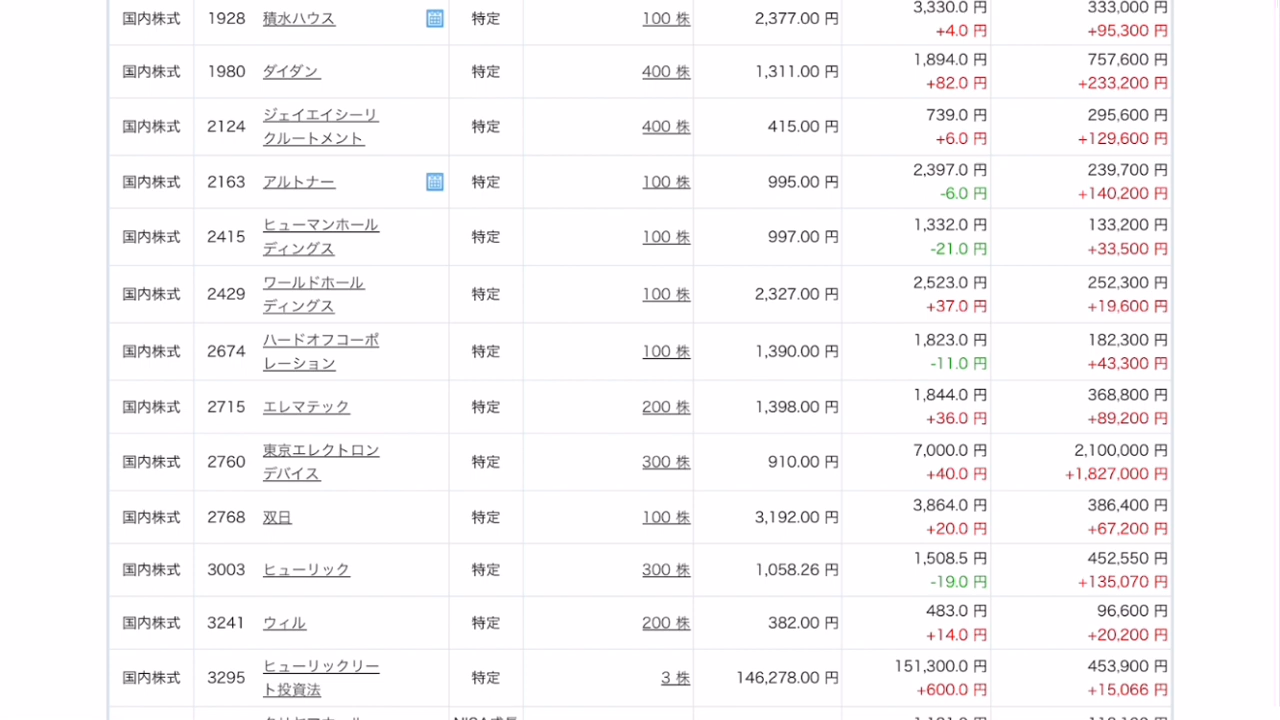 国内株式 1928 積水ハウス 特定 100 株 2,377.00 円 3,330.0 円 333,000 円
+4.0 円 +95,300 円
国内株式 1980 ダイダン 特定 400 株 1,311.00 円 1,894.0 円 757,600 円
+82.0 円 +233,200 円
国内株式 2124 ジェイエイシーリ 特定 400 株 415.00 円 739.0 円 295,600 円
クルートメント +6.0 円 +129,600 円
国内株式 2163 アルトナー 特定 100 株 995.00 円 2,397.0 円 239,700 円
-6.0 円 +140,200 円
国内株式 2415 ヒューマンホール 特定 100 株 997.00 円 1,332.0 円 133,200 円
ディングス -21.0 円 +33,500 円
国内株式 2429 ワールドホール 特定 100 株 2,327.00 円 2,523.0 円 252,300 円
ディングス +37.0 円 +19,600 円
国内株式 2674 ハードオフコーポ 特定 100 株 1,390.00 円 1,823.0 円 182,300 円
レーション -11.0 円 +43,300 円
国内株式 2715 エレマテック 特定 200 株 1,398.00 円 1,844.0 円 368,800 円
+36.0 円 +89,200 円
国内株式 2760 東京エレクトロン 特定 300 株 910.00 円 7,000.0 円 2,100,000 円
デバイス +40.0 円 +1,827,000 円
国内株式 2768 双日 特定 100 株 3,192.00 円 3,864.0 円 386,400 円
+20.0 円 +67,200 円
国内株式 3003 ヒューリック 特定 300 株 1,058.26 円 1,508.5 円 452,550 円
-19.0 円 +135,070 円
国内株式 3241 ウィル 特定 200 株 382.00 円 483.0 円 96,600 円
+14.0 円 +20,200 円
国内株式 3295 ヒューリックリー 特定 3 株 146,278.00 円 151,300.0 円 453,900 円
ト投資法 +600.0 円 +15,066 円